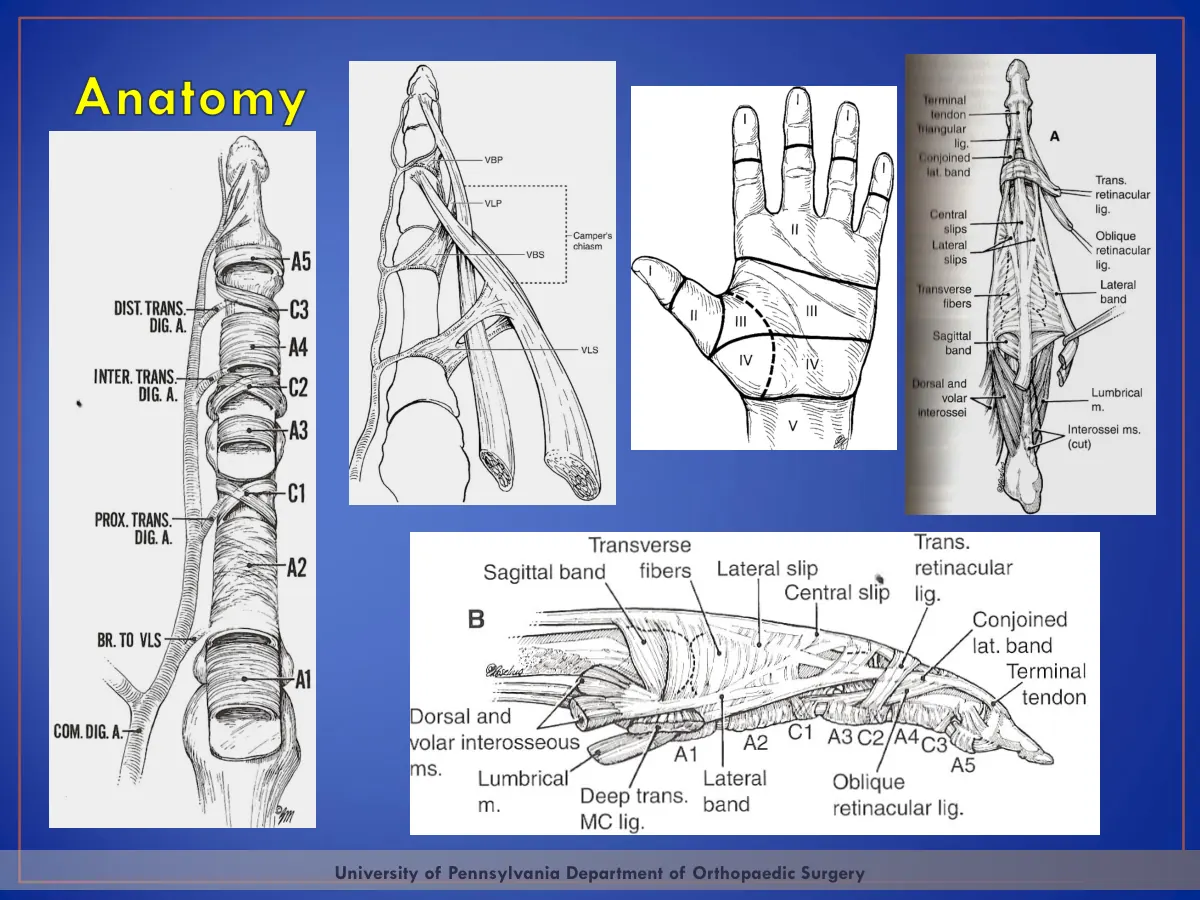 Anatomy
A5
DIST. TRANS.
DIG. A.
C3
A4
INTER. TRANS.
DIG. A.
C2
A3
C1
PROX. TRANS.
DIG. A.
A2
BR. TO VLS
A1
COM. DIG. A.
VBP
VLP
Camper's
chiasm
VBS
VLS
I
I
I
I
I
II
II
III
III
IV
IV
V
A
Terminal
tendon
Triangular
lig.
Conjoined
lat. band
Trans.
retinacular
lig.
Central
slips
Lateral
slips
Oblique
retinacular
lig.
Transverse
fibers
Lateral
band
Sagittal
band
Dorsal and
volar
interossei
Lumbrical
m.
Interossei ms.
(cut)
B
Sagittal band
Transverse
fibers
Lateral slip
Central slip
Trans.
retinacular
lig.
Conjoined
lat. band
Terminal
tendon
Dorsal and
volar interosseous
ms.
Lumbrical
m.
Deep trans.
MC lig.
A1
Lateral
band
A2
C1
A3
C2
A4
C3
A5
Oblique
retinacular lig.
University of Pennsylvania Department of Orthopaedic Surgery